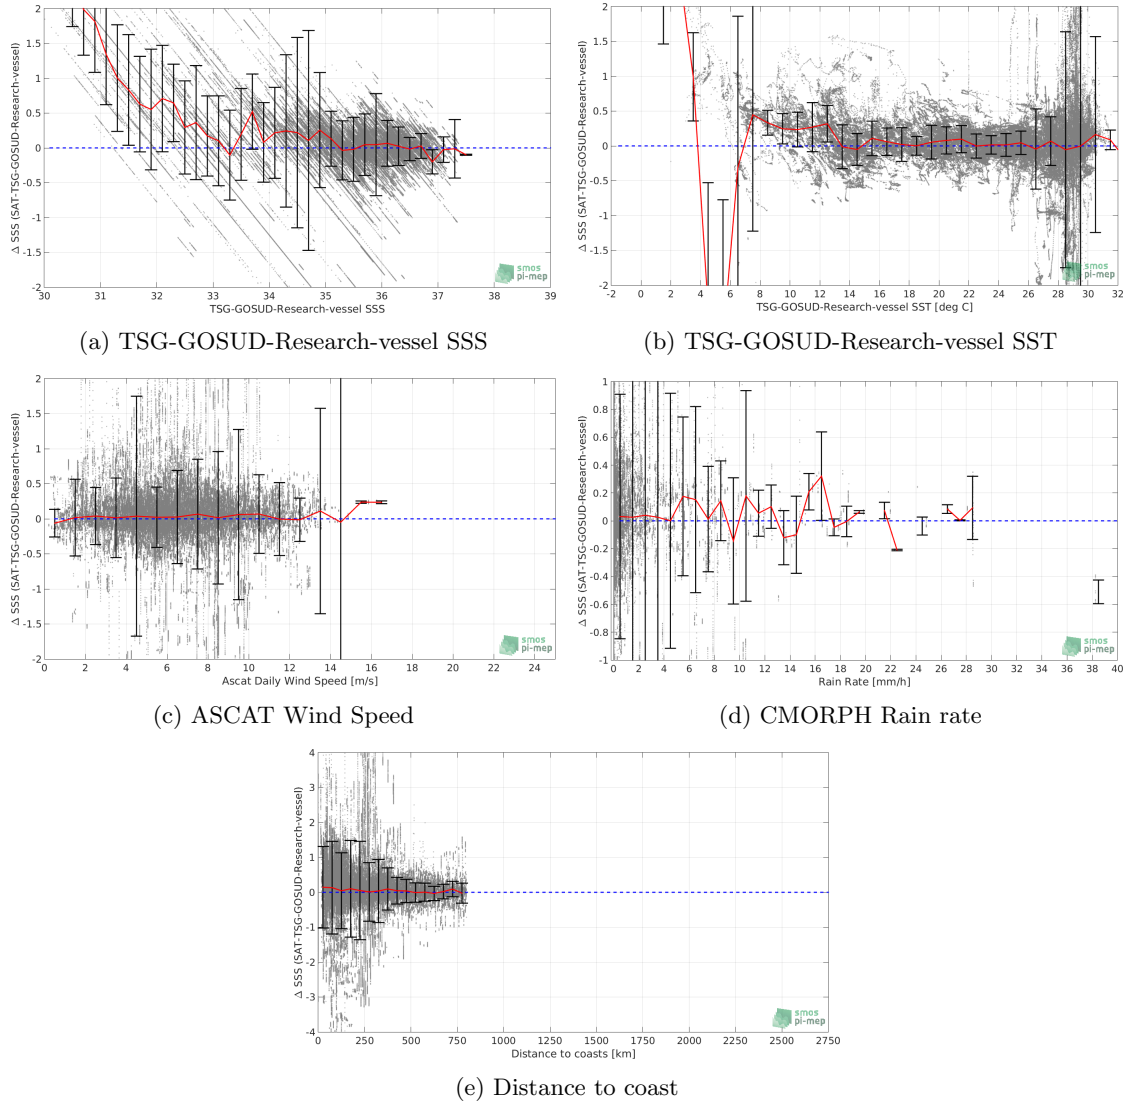 2
1.5
1
0.5
0
-0.5
-1
-1.5
-2
Δ SSS (SAT-TSG-GOSUD-Research-vessel)
30 31 32 33 34 35 36 37 38 39
TSG-GOSUD-Research-vessel SSS
smos
pi-mep
(a) TSG-GOSUD-Research-vessel SSS
2
1.5
1
0.5
0
-0.5
-1
-1.5
-2
Δ SSS (SAT-TSG-GOSUD-Research-vessel)
-2 0 2 4 6 8 10 12 14 16 18 20 22 24 26 28 30 32
TSG-GOSUD-Research-vessel SST [deg C]
smos
pi-mep
(b) TSG-GOSUD-Research-vessel SST
2
1.5
1
0.5
0
-0.5
-1
-1.5
-2
Δ SSS (SAT-TSG-GOSUD-Research-vessel)
0 2 4 6 8 10 12 14 16 18 20 22 24
Ascat Daily Wind Speed [m/s]
smos
pi-mep
(c) ASCAT Wind Speed
1
0.8
0.6
0.4
0.2
0
-0.2
-0.4
-0.6
-0.8
-1
Δ SSS (SAT-TSG-GOSUD-Research-vessel)
0 2 4 6 8 10 12 14 16 18 20 22 24 26 28 30 32 34 36 38 40
Rain Rate [mm/h]
smos
pi-mep
(d) CMORPH Rain rate
4
3
2
1
0
-1
-2
-3
-4
Δ SSS (SAT-TSG-GOSUD-Research-vessel)
0 250 500 750 1000 1250 1500 1750 2000 2250 2500 2750
Distance to coasts [km]
smos
pi-mep
(e) Distance to coast